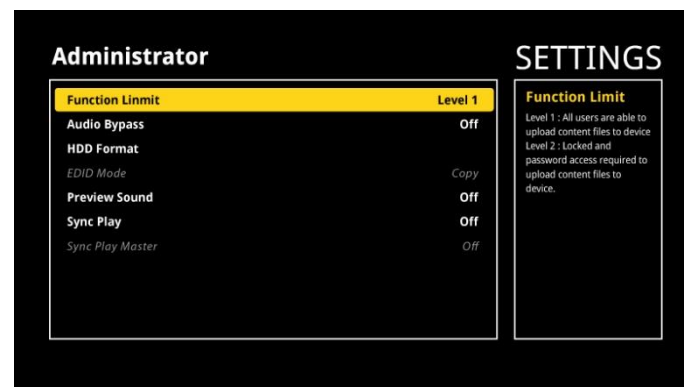 Administrator
SETTINGS
Function Linmit Level 1
Audio Bypass Off
HDD Format
EDID Mode Copy
Preview Sound Off
Sync Play Off
Sync Play Master Off
Function Limit
Level 1 : All users are able to
upload content files to device
Level 2 : Locked and
password access required to
upload content files to
device.